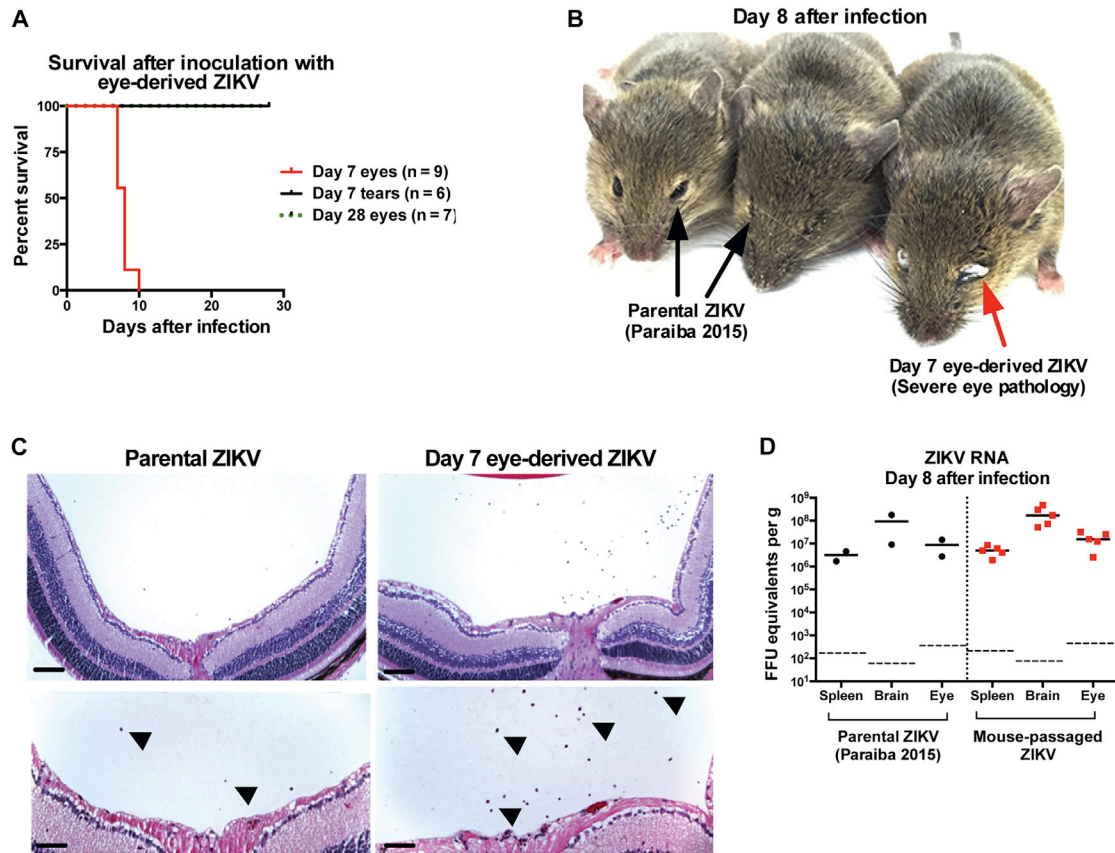 A
Survival after inoculation with
eye-derived ZIKV
Percent survival
100
75
50
25
0
0 10 20 30
Days after infection
Day 7 eyes (n = 9)
Day 7 tears (n = 6)
Day 28 eyes (n = 7)
B
Day 8 after infection
Parental ZIKV
(Paraiba 2015)
Day 7 eye-derived ZIKV
(Severe eye pathology)
C
Parental ZIKV
Day 7 eye-derived ZIKV
D
ZIKV RNA
Day 8 after infection
FFU equivalents per g
10⁹
10⁸
10⁷
10⁶
10⁵
10⁴
10³
10²
10¹
Spleen Brain Eye Spleen Brain Eye
Parental ZIKV
(Paraiba 2015)
Mouse-passaged
ZIKV